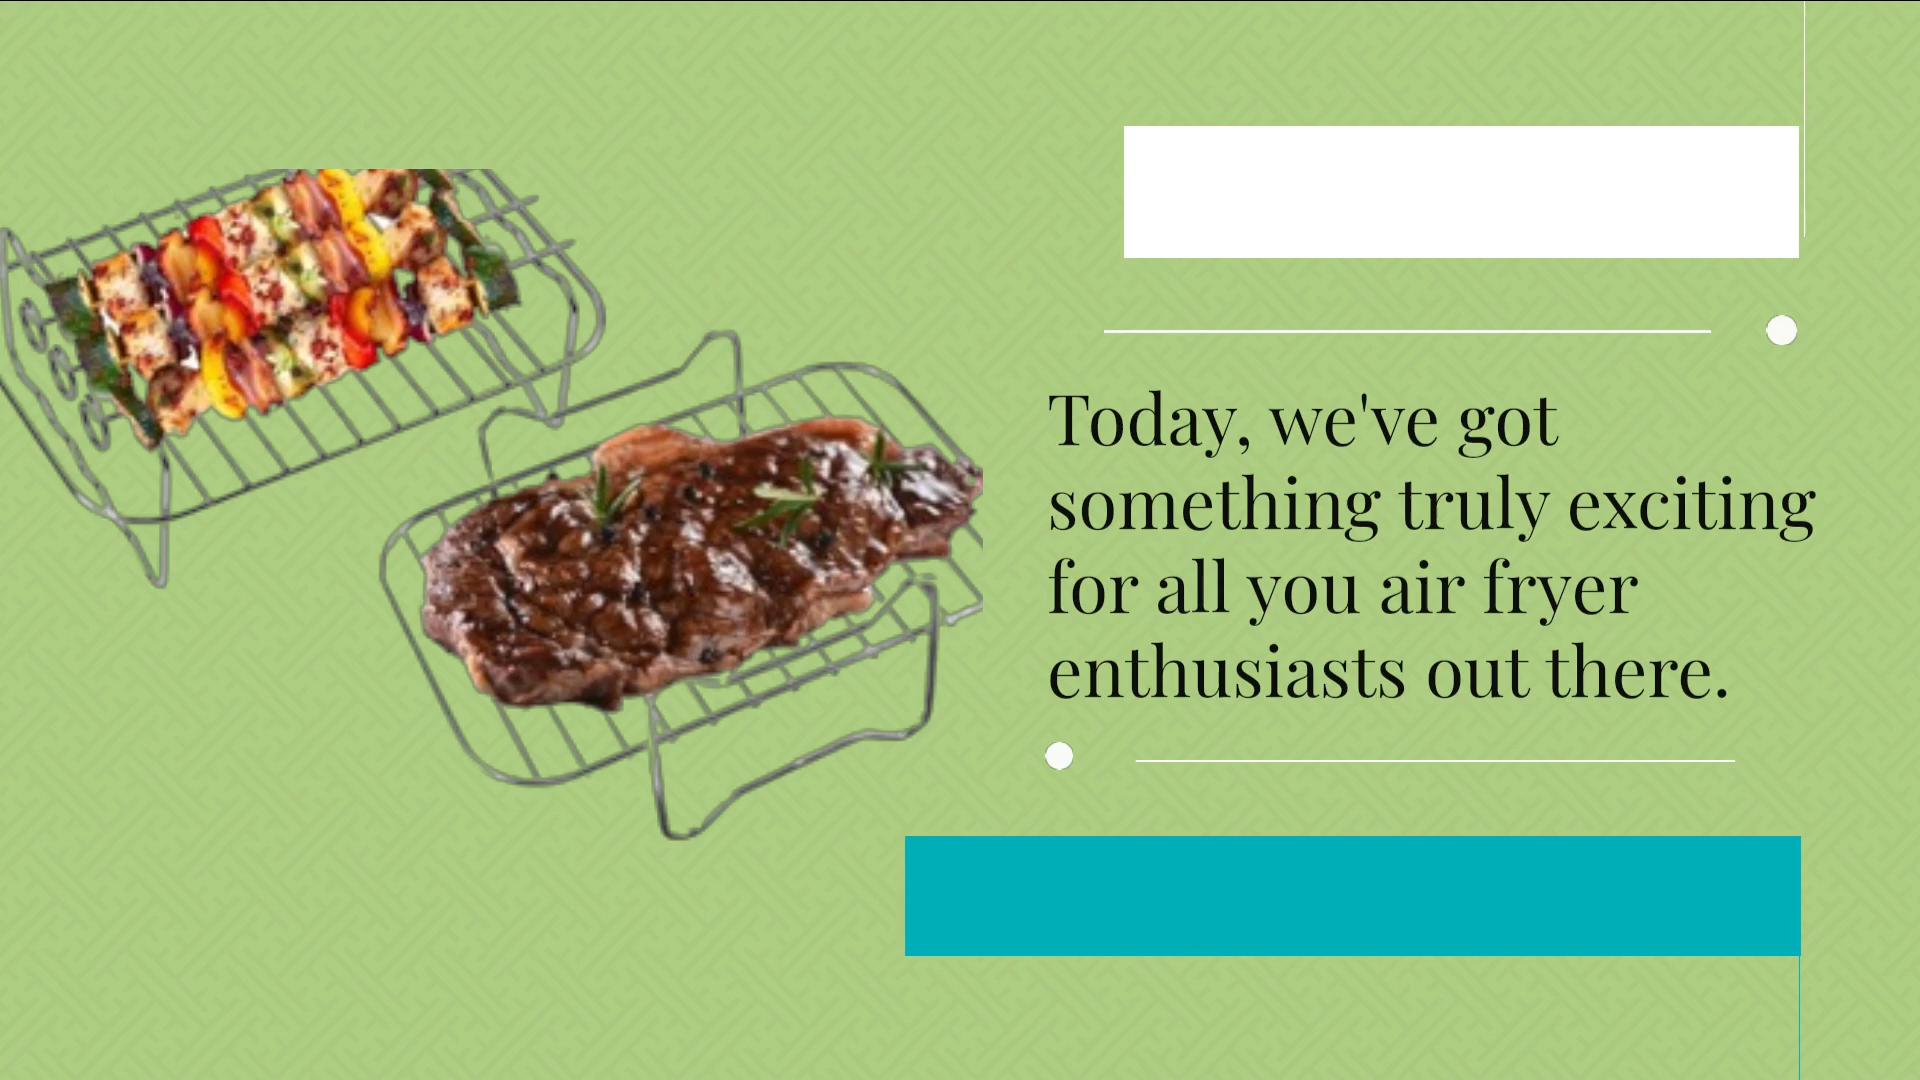 Today, we've got
something truly exciting
for all you air fryer
enthusiasts out there.